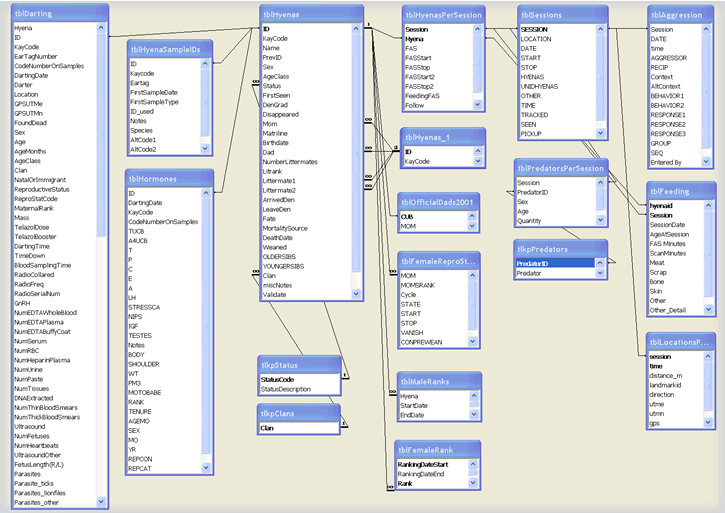 tblDarting
Hyena
ID
KayCode
EarTagNumber
CodeNumberOnSamples
DartingDate
Darter
Location
GPSUTMe
GPSUTMn
FoundDead
Sex
Age
AgeMonths
AgeClass
Clan
NatalOrImmigrant
ReproductiveStatus
ReproStatCode
MaternalRank
Mass
TelazolDose
TelazolBooster
DartingTime
TimeDown
BloodSamplingTime
RadioCollared
RadioFreq
RadioSerialNum
GnRH
NumEDTAWholeBlood
NumEDTAPlasma
NumEDTABuffyCoat
NumSerum
NumRBC
NumHeparinPlasma
NumUrine
NumPaste
NumTissues
DNAExtracted
NumThinBloodSmears
NumThickBloodSmears
Ultrasound
NumFetuses
NumHeartbeats
UltrasoundOther
FetusLength(R/L)
Parasites
Parasite_ticks
Parasites_lionflies
Parasites_other
tblHyenaSampleIDs
ID
Kaycode
Eartag
FirstSampleDate
FirstSampleType
ID_used
Notes
Species
AltCode1
AltCode2
tblHormones
ID
DartingDate
KayCode
CodeNumberOnSamples
TUCB
A4UCB
T
P
C
E
A
LH
STRESSCA
NIPS
IGF
TESTES
Notes
BODY
SHOULDER
WT
PM3
MOTOBABE
RANK
TENURE
AGEMO
SEX
MO
YR
REPCON
REPCAT
tblHyenas
ID
KayCode
Name
PrevID
Sex
AgeClass
Status
FirstSeen
DenGrad
Disappeared
Mom
Matriline
Birthdate
Dad
NumberLittermates
Litrank
Littermate1
Littermate2
ArrivedDen
LeaveDen
Fate
MortalitySource
DeathDate
Weaned
OLDERSIBS
YOUNGERSIBS
Clan
miscNotes
Validate
tlkpStatus
StatusCode
StatusDescription
tlkpClans
Clan
tblHyenasPerSession
Session
Hyena
FAS
FASStart
FASStop
FASStart2
FASStop2
FeedingFAS
Follow
tblHyenas_1
ID
KayCode
tblOfficialDads2001
CUB
MOM
tblFemaleReproSt...
MOM
MOMSRANK
Cycle
STATE
START
STOP
VANISH
CONPREWEAN
tblMaleRanks
Hyena
StartDate
EndDate
tblFemaleRank
RankingDateStart
RankingDateEnd
Rank
tblSessions
SESSION
LOCATION
DATE
START
STOP
HYENAS
UNIDHYENAS
OTHER
TIME
TRACKED
SEEN
PICKUP
tblPredatorsPerSession
Session
PredatorID
Sex
Age
Quantity
tlkpPredators
PredatorID
Predator
tblAggression
Session
DATE
time
AGGRESSOR
RECIP
Context
AltContext
BEHAVIOR1
BEHAVIOR2
RESPONSE1
RESPONSE2
RESPONSE3
GROUP
SEQ
Entered By
tblFeeding
hyenaid
Session
SessionDate
AgeAtSession
FAS Minutes
ScanMinutes
Meat
Scrap
Bone
Skin
Other
Other_Detail
tblLocationsP...
session
time
distance_m
landmarkid
direction
utme
utmn
gps